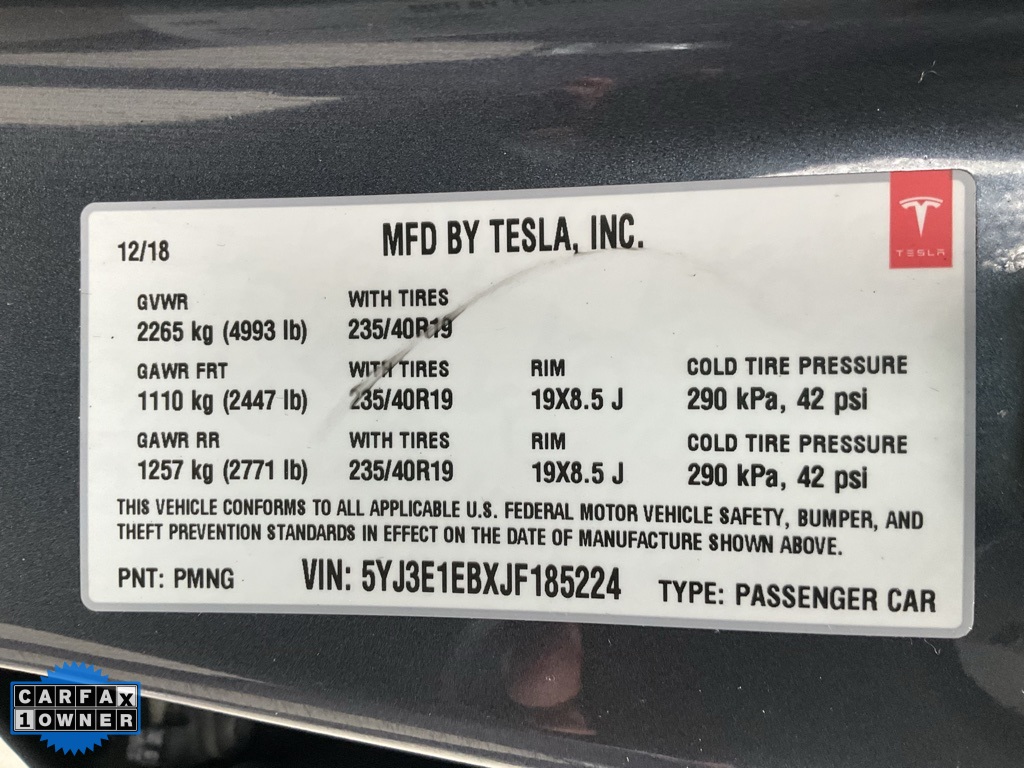 12/18
MFD BY TESLA, INC.
TESLA
GVWR WITH TIRES
2265 kg (4993 lb) 235/40R19
GAWR FRT WITH TIRES RIM COLD TIRE PRESSURE
1110 kg (2447 lb) 235/40R19 19X8.5 J 290 kPa, 42 psi
GAWR RR WITH TIRES RIM COLD TIRE PRESSURE
1257 kg (2771 lb) 235/40R19 19X8.5 J 290 kPa, 42 psi
THIS VEHICLE CONFORMS TO ALL APPLICABLE U.S. FEDERAL MOTOR VEHICLE SAFETY, BUMPER, AND
THEFT PREVENTION STANDARDS IN EFFECT ON THE DATE OF MANUFACTURE SHOWN ABOVE.
PNT: PMNG VIN: 5YJ3E1EBXJF185224 TYPE: PASSENGER CAR
CARFAX
1 OWNER